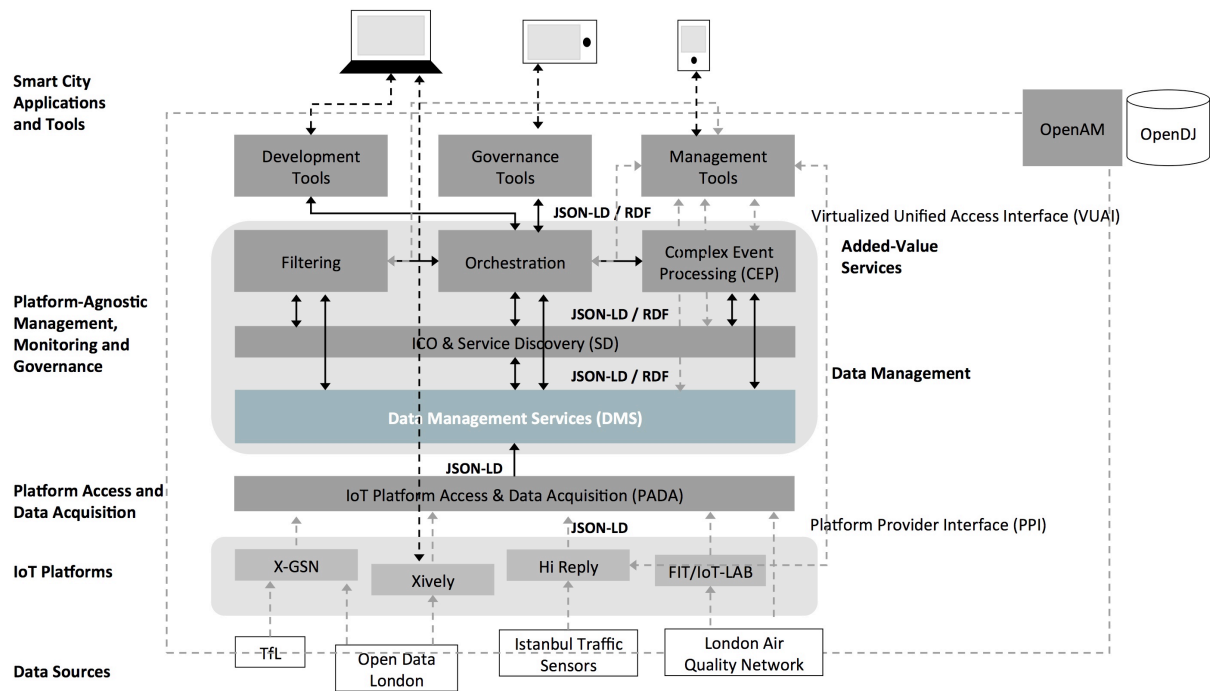 Smart City
Applications
and Tools
OpenAM
OpenDJ
Development
Tools
Governance
Tools
Management
Tools
JSON-LD / RDF
Virtualized Unified Access Interface (VUAI)
Filtering
Orchestration
Complex Event
Processing (CEP)
Added-Value
Services
Platform-Agnostic
Management,
Monitoring and
Governance
JSON-LD / RDF
ICO & Service Discovery (SD)
JSON-LD / RDF
Data Management
Data Management Services (DMS)
JSON-LD
Platform Access and
Data Acquisition
IoT Platform Access & Data Acquisition (PADA)
JSON-LD
Platform Provider Interface (PPI)
IoT Platforms
X-GSN
Xively
Hi Reply
FIT/IoT-LAB
Data Sources
TfL
Open Data
London
Istanbul Traffic
Sensors
London Air
Quality Network